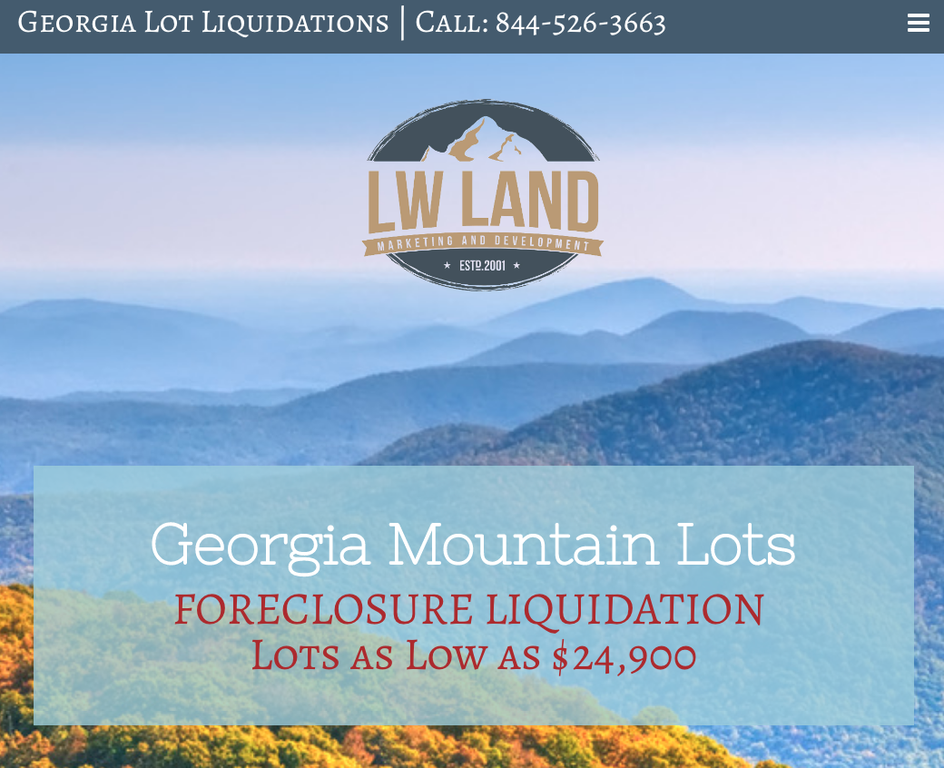 Georgia Lot Liquidations | Call: 844-526-3663
LW LAND
MARKETING AND DEVELOPMENT
ESTD.2001
Georgia Mountain Lots
FORECLOSURE LIQUIDATION
Lots as Low as $24,900